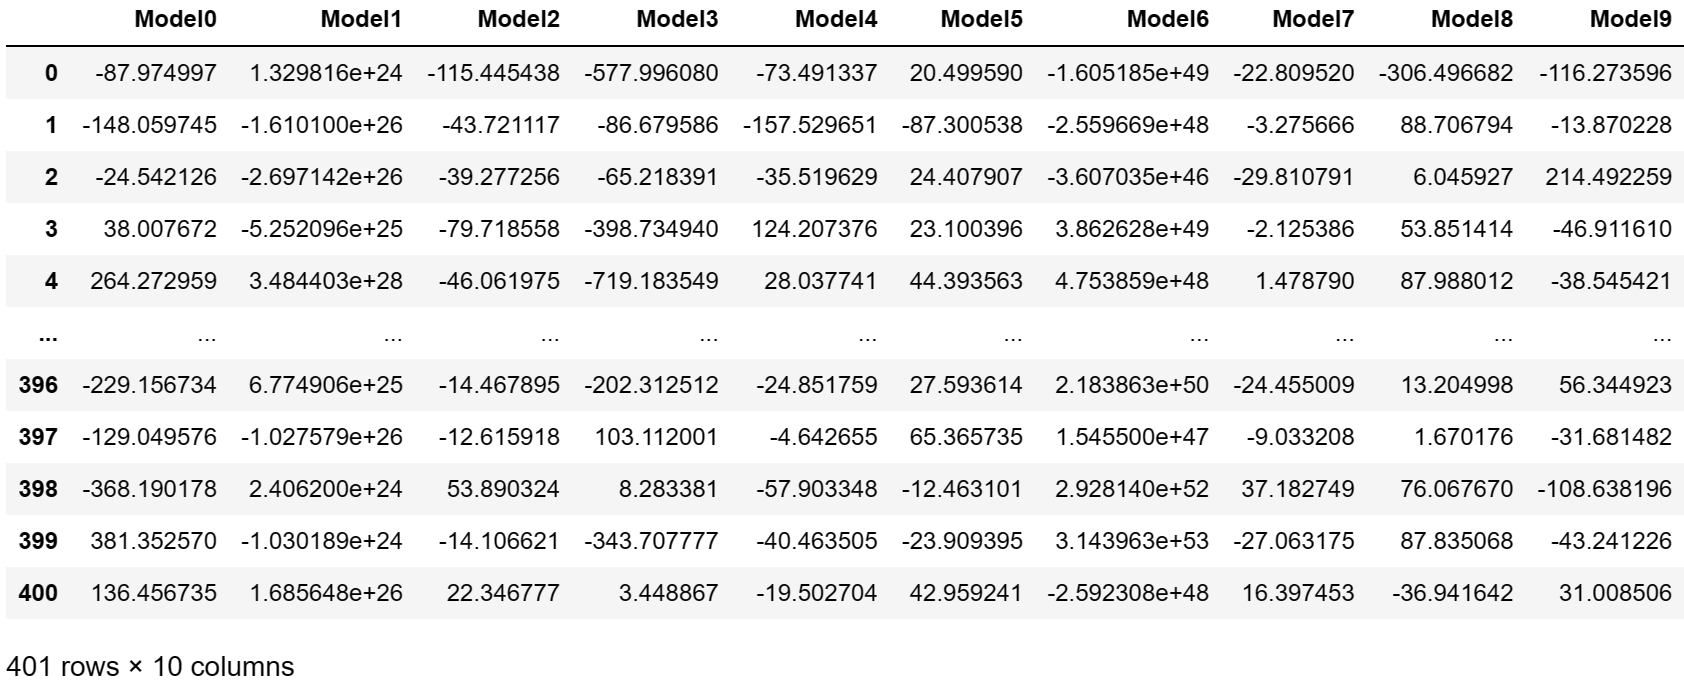 Model0 Model1 Model2 Model3 Model4 Model5 Model6 Model7 Model8 Model9
0 -87.974997 1.329816e+24 -115.445438 -577.996080 -73.491337 20.499590 -1.605185e+49 -22.809520 -306.496682 -116.273596
1 -148.059745 -1.610100e+26 -43.721117 -86.679586 -157.529651 -87.300538 -2.559669e+48 -3.275666 88.706794 -13.870228
2 -24.542126 -2.697142e+26 -39.277256 -65.218391 -35.519629 24.407907 -3.607035e+46 -29.810791 6.045927 214.492259
3 38.007672 -5.252096e+25 -79.718558 -398.734940 124.207376 23.100396 3.862628e+49 -2.125386 53.851414 -46.911610
4 264.272959 3.484403e+28 -46.061975 -719.183549 28.037741 44.393563 4.753859e+48 1.478790 87.988012 -38.545421
... ... ... ... ... ... ... ... ... ... ...
396 -229.156734 6.774906e+25 -14.467895 -202.312512 -24.851759 27.593614 2.183863e+50 -24.455009 13.204998 56.344923
397 -129.049576 -1.027579e+26 -12.615918 103.112001 -4.642655 65.365735 1.545500e+47 -9.033208 1.670176 -31.681482
398 -368.190178 2.406200e+24 53.890324 8.283381 -57.903348 -12.463101 2.928140e+52 37.182749 76.067670 -108.638196
399 381.352570 -1.030189e+24 -14.106621 -343.707777 -40.463505 -23.909395 3.143963e+53 -27.063175 87.835068 -43.241226
400 136.456735 1.685648e+26 22.346777 3.448867 -19.502704 42.959241 -2.592308e+48 16.397453 -36.941642 31.008506
401 rows × 10 columns